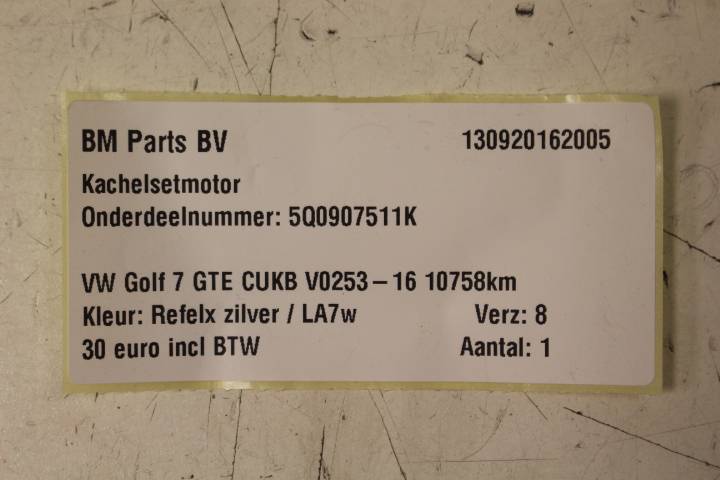 BM Parts BV 130920162005
Kachelsetmotor
Onderdeelnummer: 5Q0907511K
VW Golf 7 GTE CUKB V0253 – 16 10758km
Kleur: Refelx zilver / LA7w Verz: 8
30 euro incl BTW Aantal: 1